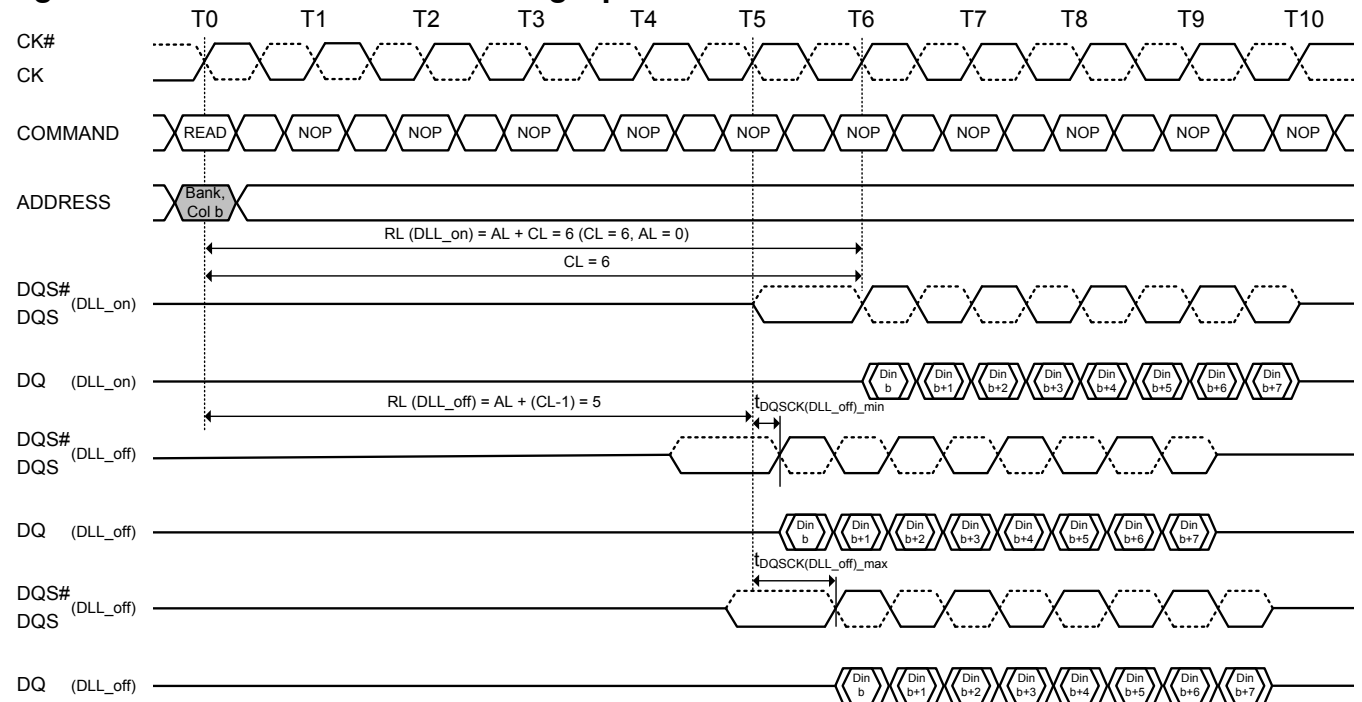 T0 T1 T2 T3 T4 T5 T6 T7 T8 T9 T10
CK#
CK
COMMAND READ NOP NOP NOP NOP NOP NOP NOP NOP NOP NOP
ADDRESS
Bank,
Col b
RL (DLL_on) = AL + CL = 6 (CL = 6, AL = 0)
CL = 6
DQS#
(DLL_on)
DQS
DQ (DLL_on)
Din b Din b+1 Din b+2 Din b+3 Din b+4 Din b+5 Din b+6 Din b+7
RL (DLL_off) = AL + (CL-1) = 5
tDQSCK(DLL_off)_min
DQS#
(DLL_off)
DQS
DQ (DLL_off)
Din b Din b+1 Din b+2 Din b+3 Din b+4 Din b+5 Din b+6 Din b+7
tDQSCK(DLL_off)_max
DQS#
(DLL_off)
DQS
DQ (DLL_off)
Din b Din b+1 Din b+2 Din b+3 Din b+4 Din b+5 Din b+6 Din b+7